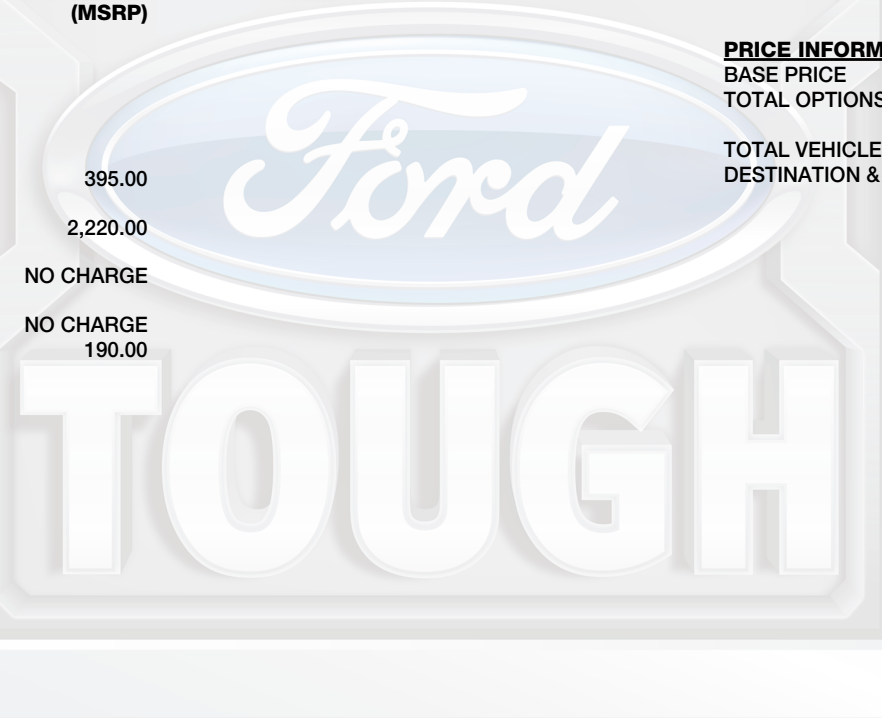 (MSRP)
395.00
2,220.00
NO CHARGE
NO CHARGE
190.00
PRICE INFORM
BASE PRICE
TOTAL OPTIONS
TOTAL VEHICLE
DESTINATION &
Ford
TOUGH